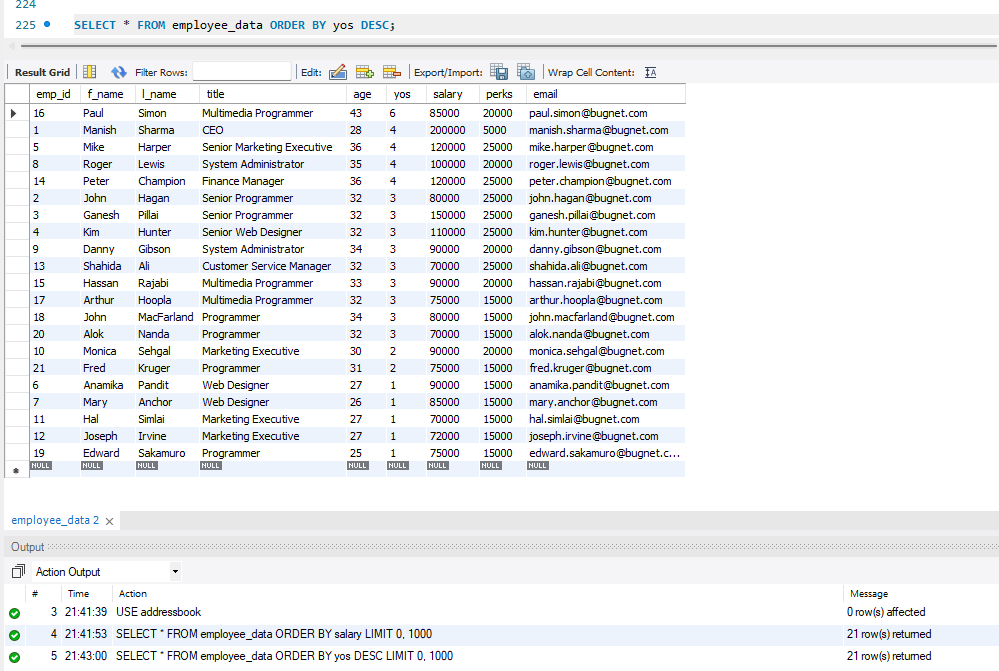 224
225 SELECT * FROM employee_data ORDER BY yos DESC;
Result Grid Filter Rows: Edit: Export/Import: Wrap Cell Content:
emp_id f_name l_name title age yos salary perks email
16 Paul Simon Multimedia Programmer 43 6 85000 20000 paul.simon@bugnet.com
1 Manish Sharma CEO 28 4 200000 5000 manish.sharma@bugnet.com
5 Mike Harper Senior Marketing Executive 36 4 120000 25000 mike.harper@bugnet.com
8 Roger Lewis System Administrator 35 4 100000 20000 roger.lewis@bugnet.com
14 Peter Champion Finance Manager 36 4 120000 25000 peter.champion@bugnet.com
2 John Hagan Senior Programmer 32 3 80000 25000 john.hagan@bugnet.com
3 Ganesh Pillai Senior Programmer 32 3 150000 25000 ganesh.pillai@bugnet.com
4 Kim Hunter Senior Web Designer 32 3 110000 25000 kim.hunter@bugnet.com
9 Danny Gibson System Administrator 34 3 90000 20000 danny.gibson@bugnet.com
13 Shahida Ali Customer Service Manager 32 3 70000 25000 shahida.ali@bugnet.com
15 Hassan Rajabi Multimedia Programmer 33 3 90000 20000 hassan.rajabi@bugnet.com
17 Arthur Hoopla Multimedia Programmer 32 3 75000 15000 arthur.hoopla@bugnet.com
18 John MacFarland Programmer 34 3 80000 15000 john.macfarland@bugnet.com
20 Alok Nanda Programmer 32 3 70000 15000 alok.nanda@bugnet.com
10 Monica Sehgal Marketing Executive 30 2 90000 20000 monica.sehgal@bugnet.com
21 Fred Kruger Programmer 31 2 75000 15000 fred.kruger@bugnet.com
6 Anamika Pandit Web Designer 27 1 90000 15000 anamika.pandit@bugnet.com
7 Mary Anchor Web Designer 26 1 85000 15000 mary.anchor@bugnet.com
11 Hal Simlai Marketing Executive 27 1 70000 15000 hal.simlai@bugnet.com
12 Joseph Irvine Marketing Executive 27 1 72000 15000 joseph.irvine@bugnet.com
19 Edward Sakamuro Programmer 25 1 75000 15000 edward.sakamuro@bugnet.c...
NULL NULL NULL NULL NULL NULL NULL NULL NULL
employee_data 2
Output
Action Output
# Time Action Message
3 21:41:39 USE addressbook 0 row(s) affected
4 21:41:53 SELECT * FROM employee_data ORDER BY salary LIMIT 0, 1000 21 row(s) returned
5 21:43:00 SELECT * FROM employee_data ORDER BY yos DESC LIMIT 0, 1000 21 row(s) returned